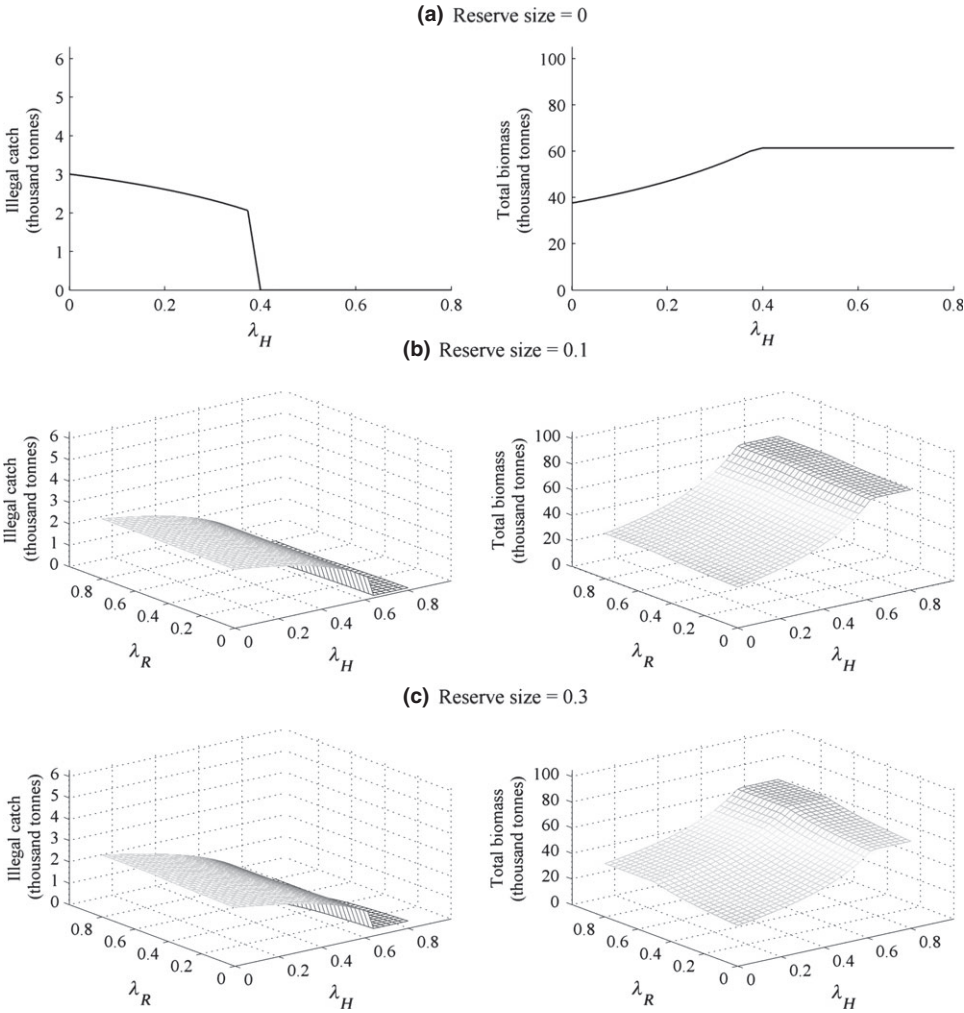 (a) Reserve size = 0
Illegal catch
(thousand tonnes)
6
5
4
3
2
1
0
0 0.2 0.4 0.6 0.8
λH
Total biomass
(thousand tonnes)
100
80
60
40
20
0
0 0.2 0.4 0.6 0.8
λH
(b) Reserve size = 0.1
Illegal catch
(thousand tonnes)
6
5
4
3
2
1
0
0.8 0.6 0.4 0.2 0
λR
0 0.2 0.4 0.6 0.8
λH
Total biomass
(thousand tonnes)
100
80
60
40
20
0
0.8 0.6 0.4 0.2 0
λR
0 0.2 0.4 0.6 0.8
λH
(c) Reserve size = 0.3
Illegal catch
(thousand tonnes)
6
5
4
3
2
1
0
0.8 0.6 0.4 0.2 0
λR
0 0.2 0.4 0.6 0.8
λH
Total biomass
(thousand tonnes)
100
80
60
40
20
0
0.8 0.6 0.4 0.2 0
λR
0 0.2 0.4 0.6 0.8
λH